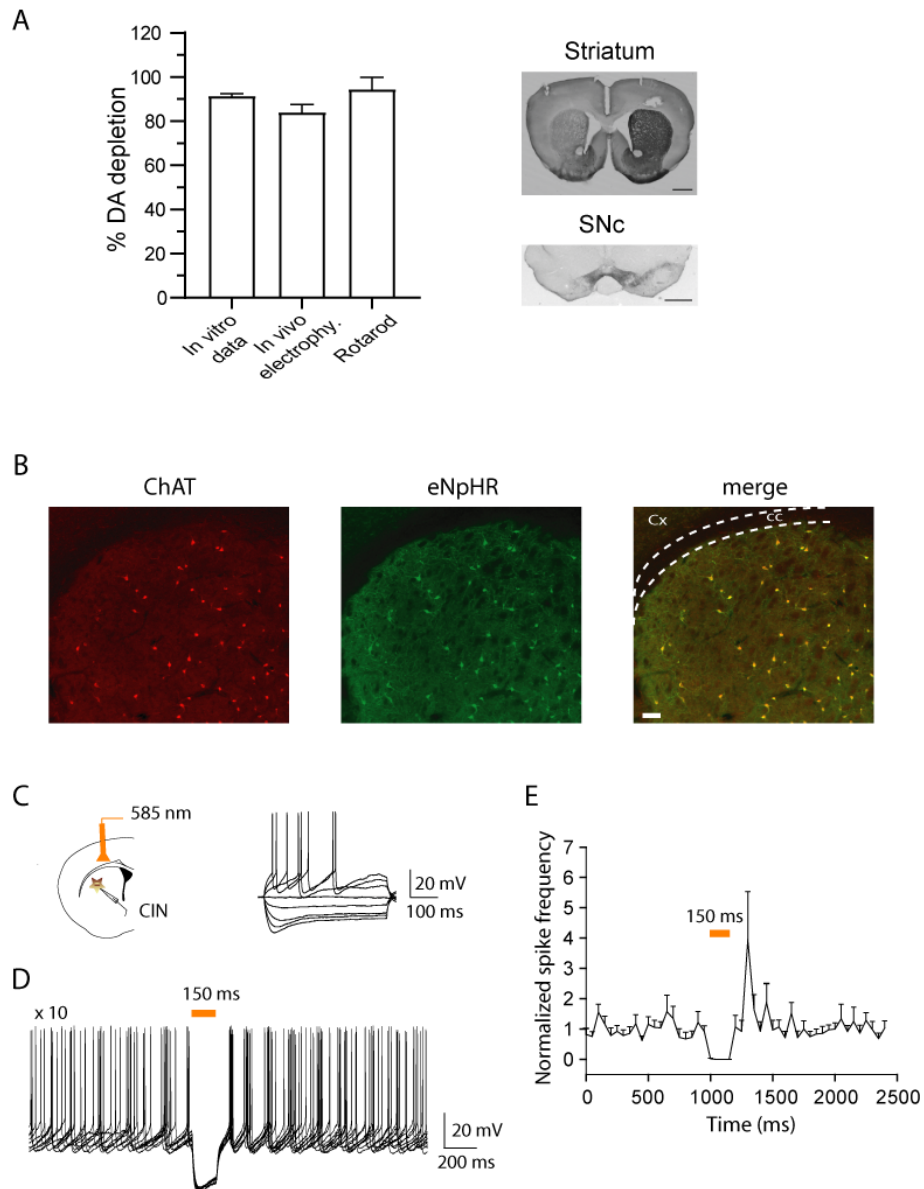 A
% DA depletion
120
100
80
60
40
20
0
In vitro
data
In vivo
electrophy.
Rotarod
Striatum
SNc
B
ChAT
eNpHR
merge
Cx
cc
C
585 nm
CIN
20 mV
100 ms
D
x 10
150 ms
20 mV
200 ms
E
Normalized spike frequency
7
6
5
4
3
2
1
0
150 ms
0
500
1000
1500
2000
2500
Time (ms)